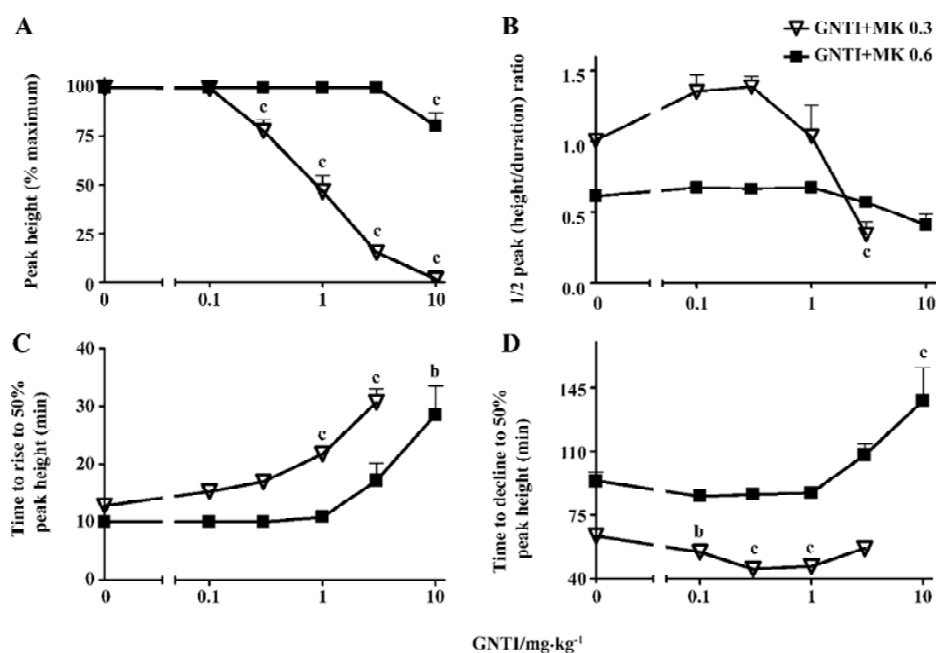 A
Peak height (% maximum)
100
75
50
25
0
c
c
c
c
c
0
0.1
1
10
B
GNTI+MK 0.3
GNTI+MK 0.6
1/2 peak (height/duration) ratio
1.5
1.0
0.5
0.0
c
0
0.1
1
10
C
Time to rise to 50%
peak height (min)
40
30
20
10
0
c
c
b
0
0.1
1
10
D
Time to decline to 50%
peak height (min)
145
110
75
40
b
c
c
c
0
0.1
1
10
GNTI/mg·kg⁻¹